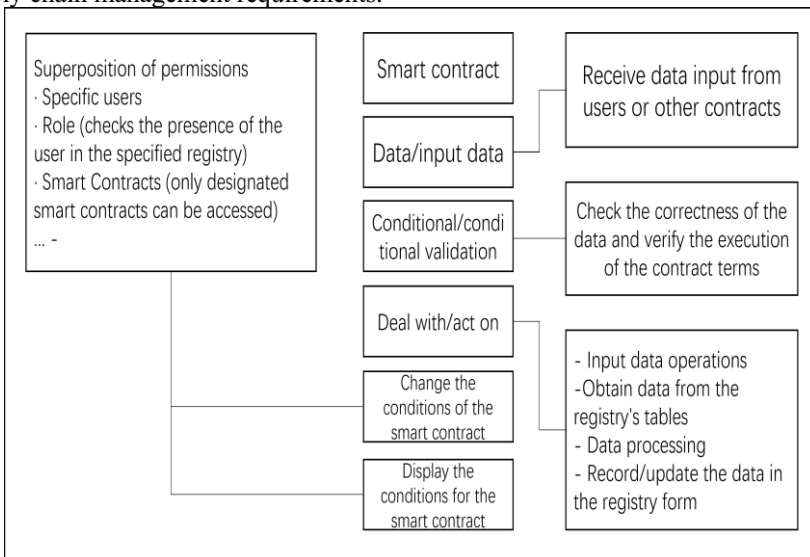 ly chain management requirements.
Superposition of permissions
· Specific users
· Role (checks the presence of the
user in the specified registry)
· Smart Contracts (only designated
smart contracts can be accessed)
... -
Smart contract
Data/input data
Conditional/condi
tional validation
Deal with/act on
Change the
conditions of the
smart contract
Display the
conditions for the
smart contract
Receive data input from
users or other contracts
Check the correctness of the
data and verify the execution
of the contract terms
- Input data operations
-Obtain data from the
registry's tables
- Data processing
- Record/update the data in
the registry form